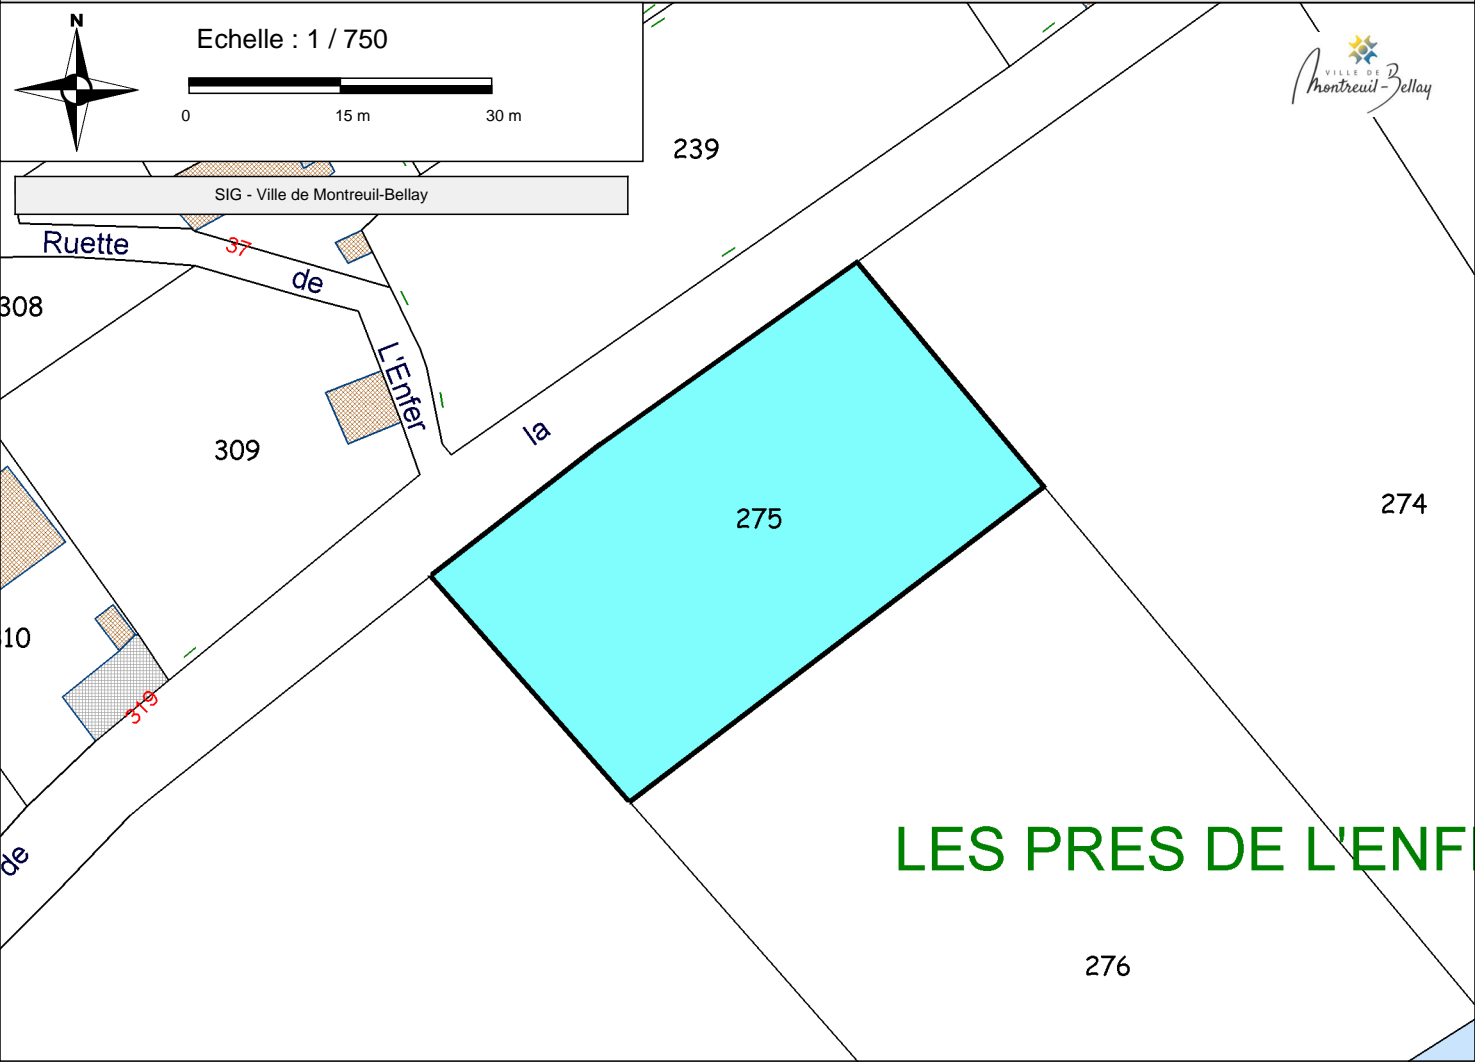 N
Echelle : 1 / 750
0 15 m 30 m
VILLE DE
Montreuil-Bellay
239
SIG - Ville de Montreuil-Bellay
Ruette
37
de
308
L'Enfer
la
309
275
274
10
319
de
LES PRES DE L'ENF
276